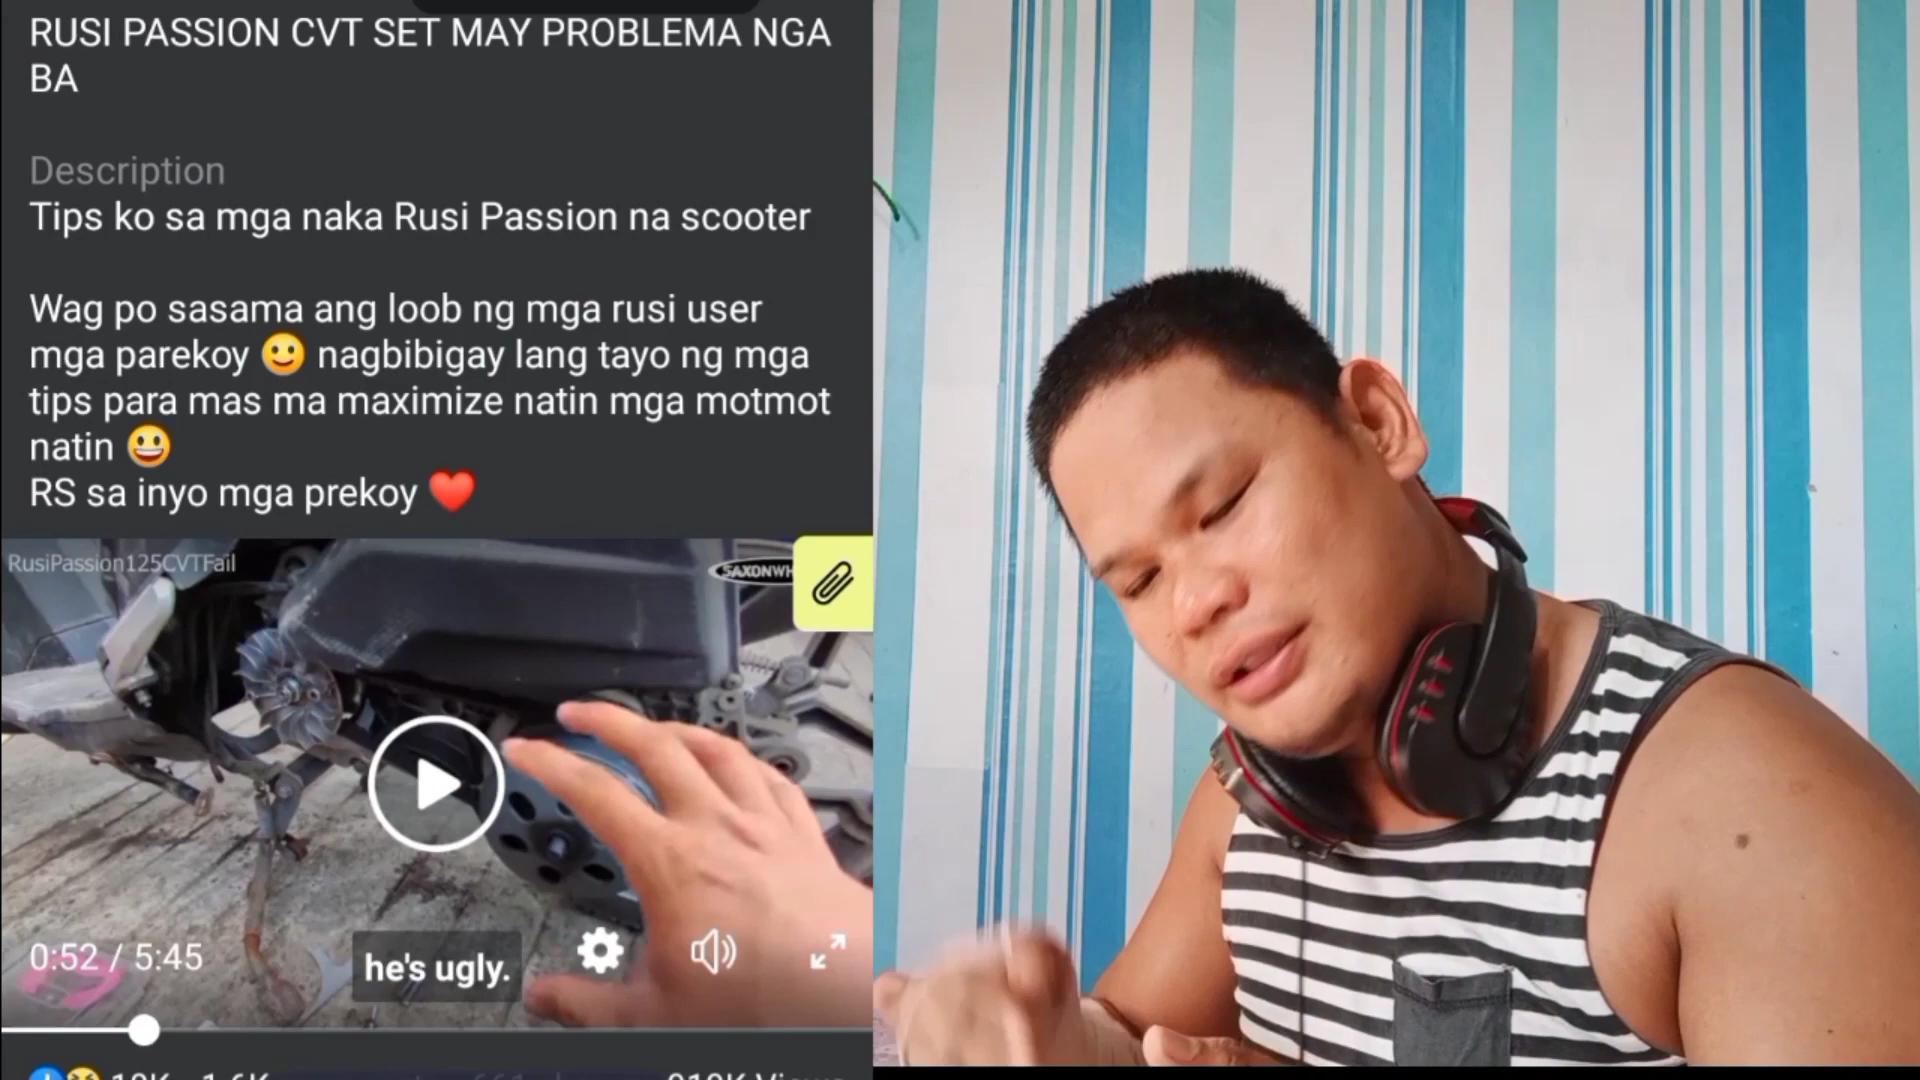 RUSI PASSION CVT SET MAY PROBLEMA NGA
BA
Description
Tips ko sa mga naka Rusi Passion na scooter
Wag po sasama ang loob ng mga rusi user
mga parekoy 🙂 nagbibigay lang tayo ng mga
tips para mas ma maximize natin mga motmot
natin 😃
RS sa inyo mga prekoy ❤️
RusiPassion125CVTFail
SAXONWH
he's ugly.
0:52 / 5:45